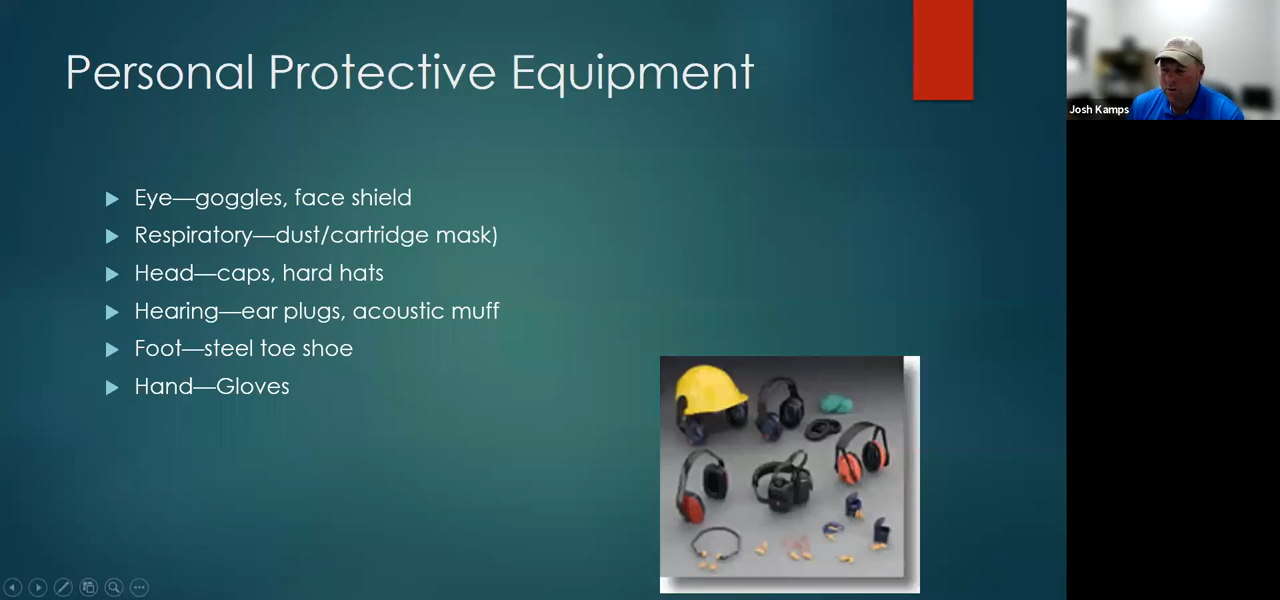 Personal Protective Equipment
Eye—goggles, face shield
Respiratory—dust/cartridge mask)
Head—caps, hard hats
Hearing—ear plugs, acoustic muff
Foot—steel toe shoe
Hand—Gloves
Josh Kamps